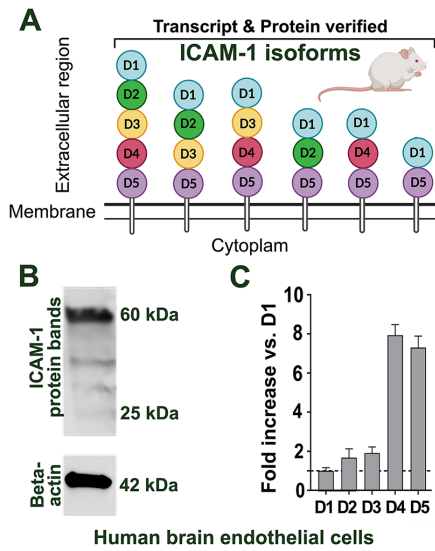 A
Transcript & Protein verified
ICAM-1 isoforms
Extracellular region
D1
D2 D1 D1
D3 D2 D3 D1 D1
D4 D3 D4 D2 D4 D1
D5 D5 D5 D5 D5 D5
Membrane
Cytoplam
B
ICAM-1
protein bands
60 kDa
25 kDa
Beta-
actin
42 kDa
C
Fold increase vs. D1
10
8
6
4
2
0
D1 D2 D3 D4 D5
Human brain endothelial cells